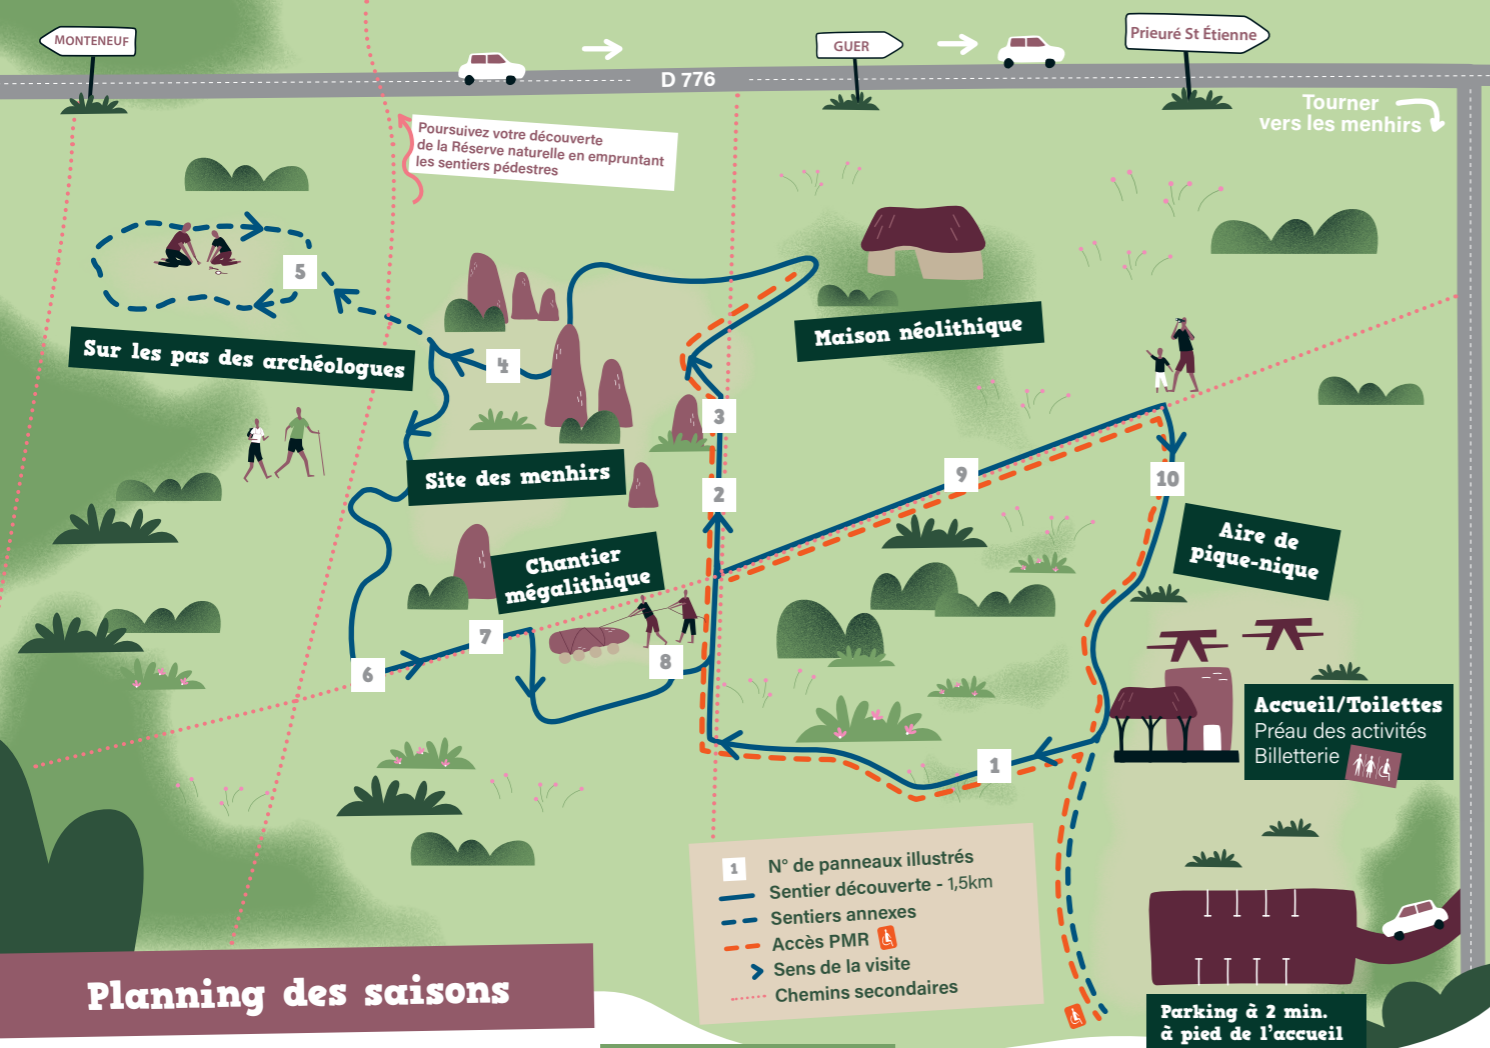 MONTENEUF
GUER
Prieuré St Étienne
D 776
Tourner
vers les menhirs
Poursuivez votre découverte
de la Réserve naturelle en empruntant
les sentiers pédestres
5
Sur les pas des archéologues
4
Maison néolithique
3
Site des menhirs
2
9
10
Aire de
pique-nique
Chantier
mégalithique
7
8
6
Accueil/Toilettes
Préau des activités
Billetterie
1
1 N° de panneaux illustrés
Sentier découverte - 1,5km
Sentiers annexes
Accès PMR
Sens de la visite
Chemins secondaires
Planning des saisons
Parking à 2 min.
à pied de l'accueil